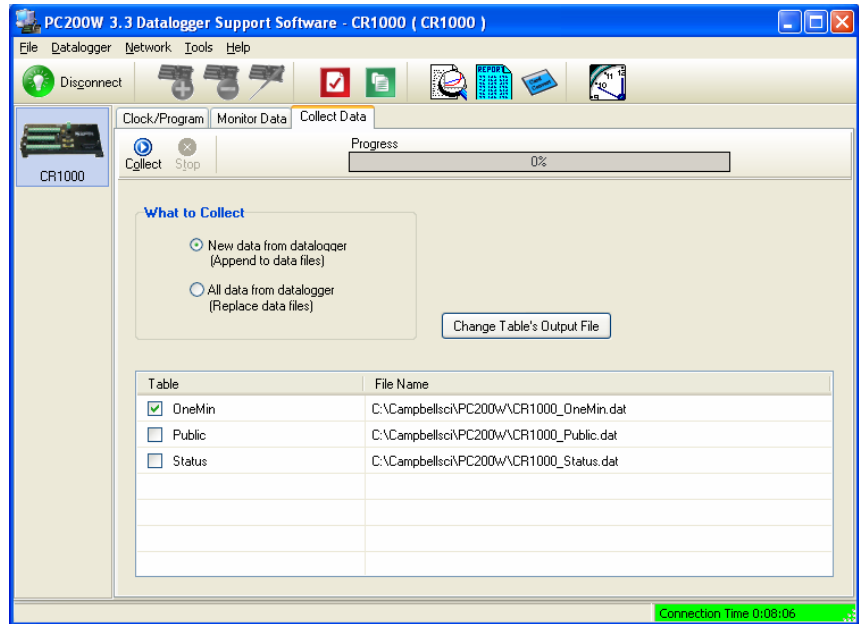 PC200W 3.3 Datalogger Support Software - CR1000 ( CR1000 )
File Datalogger Network Tools Help
Disconnect
REPORT
Clock/Program Monitor Data Collect Data
CR1000
Collect Stop
Progress
0%
What to Collect
New data from datalogger
(Append to data files)
All data from datalogger
(Replace data files)
Change Table's Output File
Table File Name
OneMin C:\Campbellsci\PC200W\CR1000_OneMin.dat
Public C:\Campbellsci\PC200W\CR1000_Public.dat
Status C:\Campbellsci\PC200W\CR1000_Status.dat
Connection Time 0:08:06